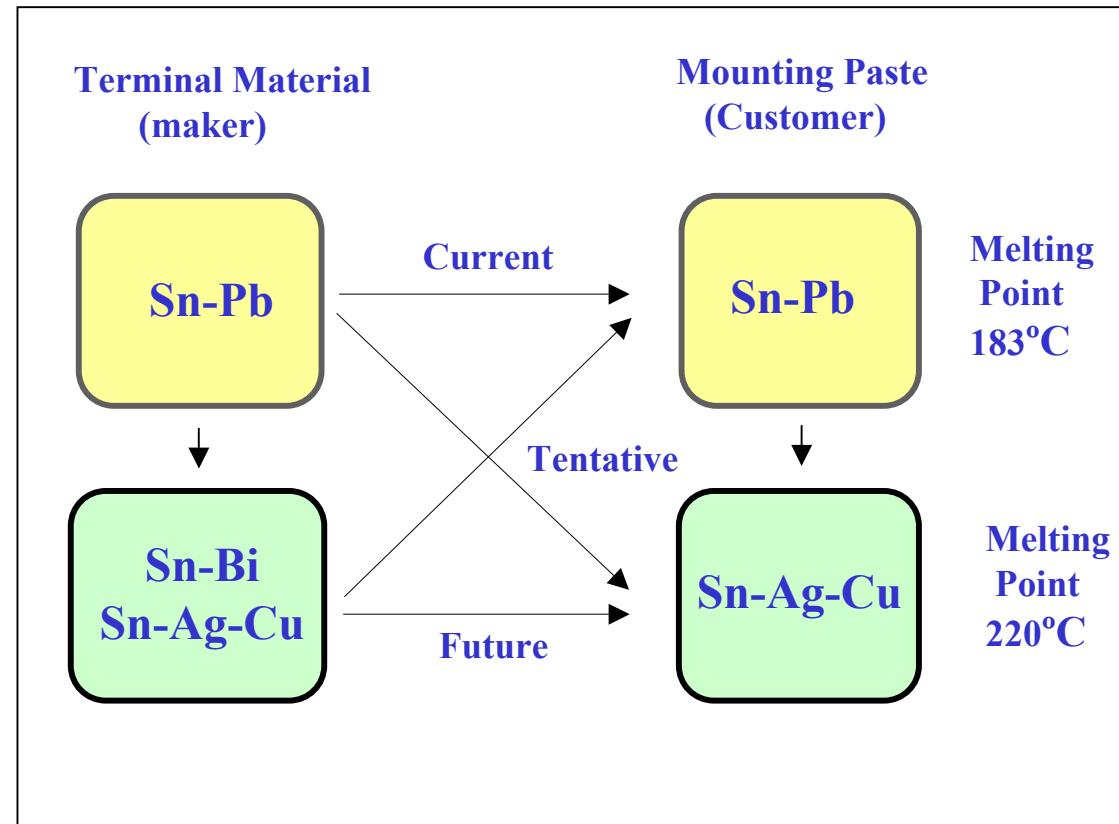 Terminal Material
(maker)
Mounting Paste
(Customer)
Sn-Pb
Current
Sn-Pb
Melting
Point
183°C
Tentative
Sn-Bi
Sn-Ag-Cu
Future
Sn-Ag-Cu
Melting
Point
220°C